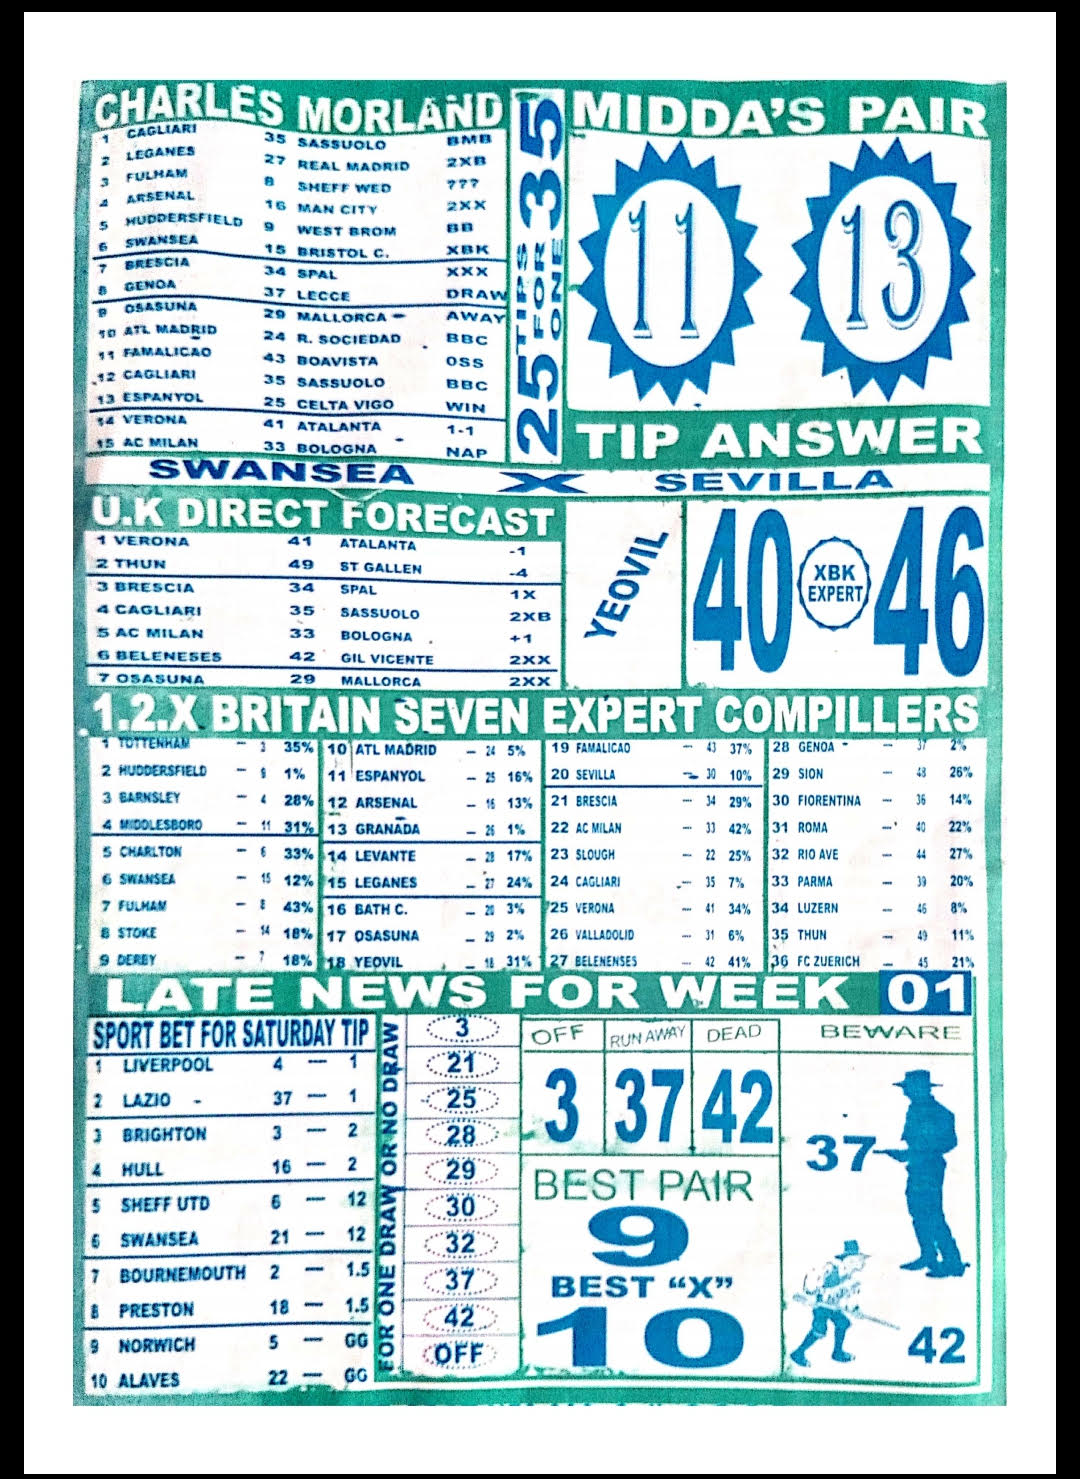 CHARLES MORLAND
1 CAGLIARI 35 SASSUOLO BMB
2 LEGANES 27 REAL MADRID 2XB
3 FULHAM 8 SHEFF WED ???
4 ARSENAL 16 MAN CITY 2XX
5 HUDDERSFIELD 9 WEST BROM BB
6 SWANSEA 15 BRISTOL C. XBK
7 BRESCIA 34 SPAL XXX
8 GENOA 37 LECCE DRAW
9 OSASUNA 29 MALLORCA – AWAY
10 ATL MADRID 24 R. SOCIEDAD BBC
11 FAMALICAO 43 BOAVISTA OSS
12 CAGLIARI 35 SASSUOLO BBC
13 ESPANYOL 25 CELTA VIGO WIN
14 VERONA 41 ATALANTA 1-1
15 AC MILAN 33 BOLOGNA NAP
25 TIPS FOR ONE 35
MIDDA'S PAIR
11 13
TIP ANSWER
SWANSEA X SEVILLA
U.K DIRECT FORECAST
1 VERONA 41 ATALANTA -1
2 THUN 49 ST GALLEN -4
3 BRESCIA 34 SPAL 1X
4 CAGLIARI 35 SASSUOLO 2XB
5 AC MILAN 33 BOLOGNA +1
6 BELENESES 42 GIL VICENTE 2XX
7 OSASUNA 29 MALLORCA 2XX
YEOVIL
40 XBK EXPERT 46
1.2.X BRITAIN SEVEN EXPERT COMPILLERS
1 TOTTENHAM – 3 35%
2 HUDDERSFIELD – 9 1%
3 BARNSLEY – 4 28%
4 MIDDLESBORO – 11 31%
5 CHARLTON – 6 33%
6 SWANSEA – 15 12%
7 FULHAM – 8 43%
8 STOKE – 14 18%
9 DERBY – 7 18%
10 ATL MADRID – 24 5%
11 ESPANYOL – 25 16%
12 ARSENAL – 16 13%
13 GRANADA – 26 1%
14 LEVANTE – 28 17%
15 LEGANES – 27 24%
16 BATH C. – 20 3%
17 OSASUNA – 29 2%
18 YEOVIL – 18 31%
19 FAMALICAO – 43 37%
20 SEVILLA – 30 10%
21 BRESCIA – 34 29%
22 AC MILAN – 33 42%
23 SLOUGH – 22 25%
24 CAGLIARI – 35 7%
25 VERONA – 41 34%
26 VALLADOLID – 31 6%
27 BELENENSES – 42 41%
28 GENOA – 37 2%
29 SION – 48 26%
30 FIORENTINA – 36 14%
31 ROMA – 40 22%
32 RIO AVE – 44 27%
33 PARMA – 39 20%
34 LUZERN – 46 8%
35 THUN – 49 11%
36 FC ZUERICH – 45 21%
LATE NEWS FOR WEEK 01
SPORT BET FOR SATURDAY TIP
1 LIVERPOOL 4 – 1
2 LAZIO - 37 – 1
3 BRIGHTON 3 – 2
4 HULL 16 – 2
5 SHEFF UTD 6 – 12
6 SWANSEA 21 – 12
7 BOURNEMOUTH 2 – 1.5
8 PRESTON 18 – 1.5
9 NORWICH 5 – GG
10 ALAVES 22 – GG
FOR ONE DRAW OR NO DRAW
3
21
25
28
29
30
32
37
42
OFF
OFF RUN AWAY DEAD
3 37 42
BEST PAIR
9
BEST "X"
10
BEWARE
37
42